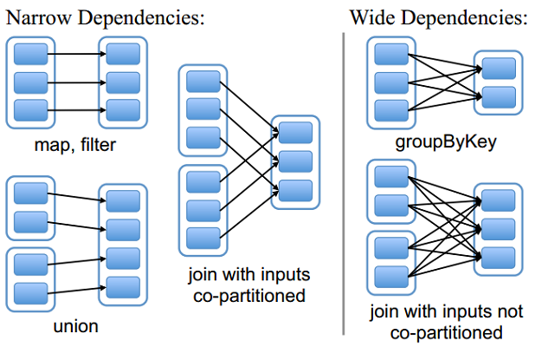 Narrow Dependencies:
map, filter
union
join with inputs
co-partitioned
Wide Dependencies:
groupByKey
join with inputs not
co-partitioned